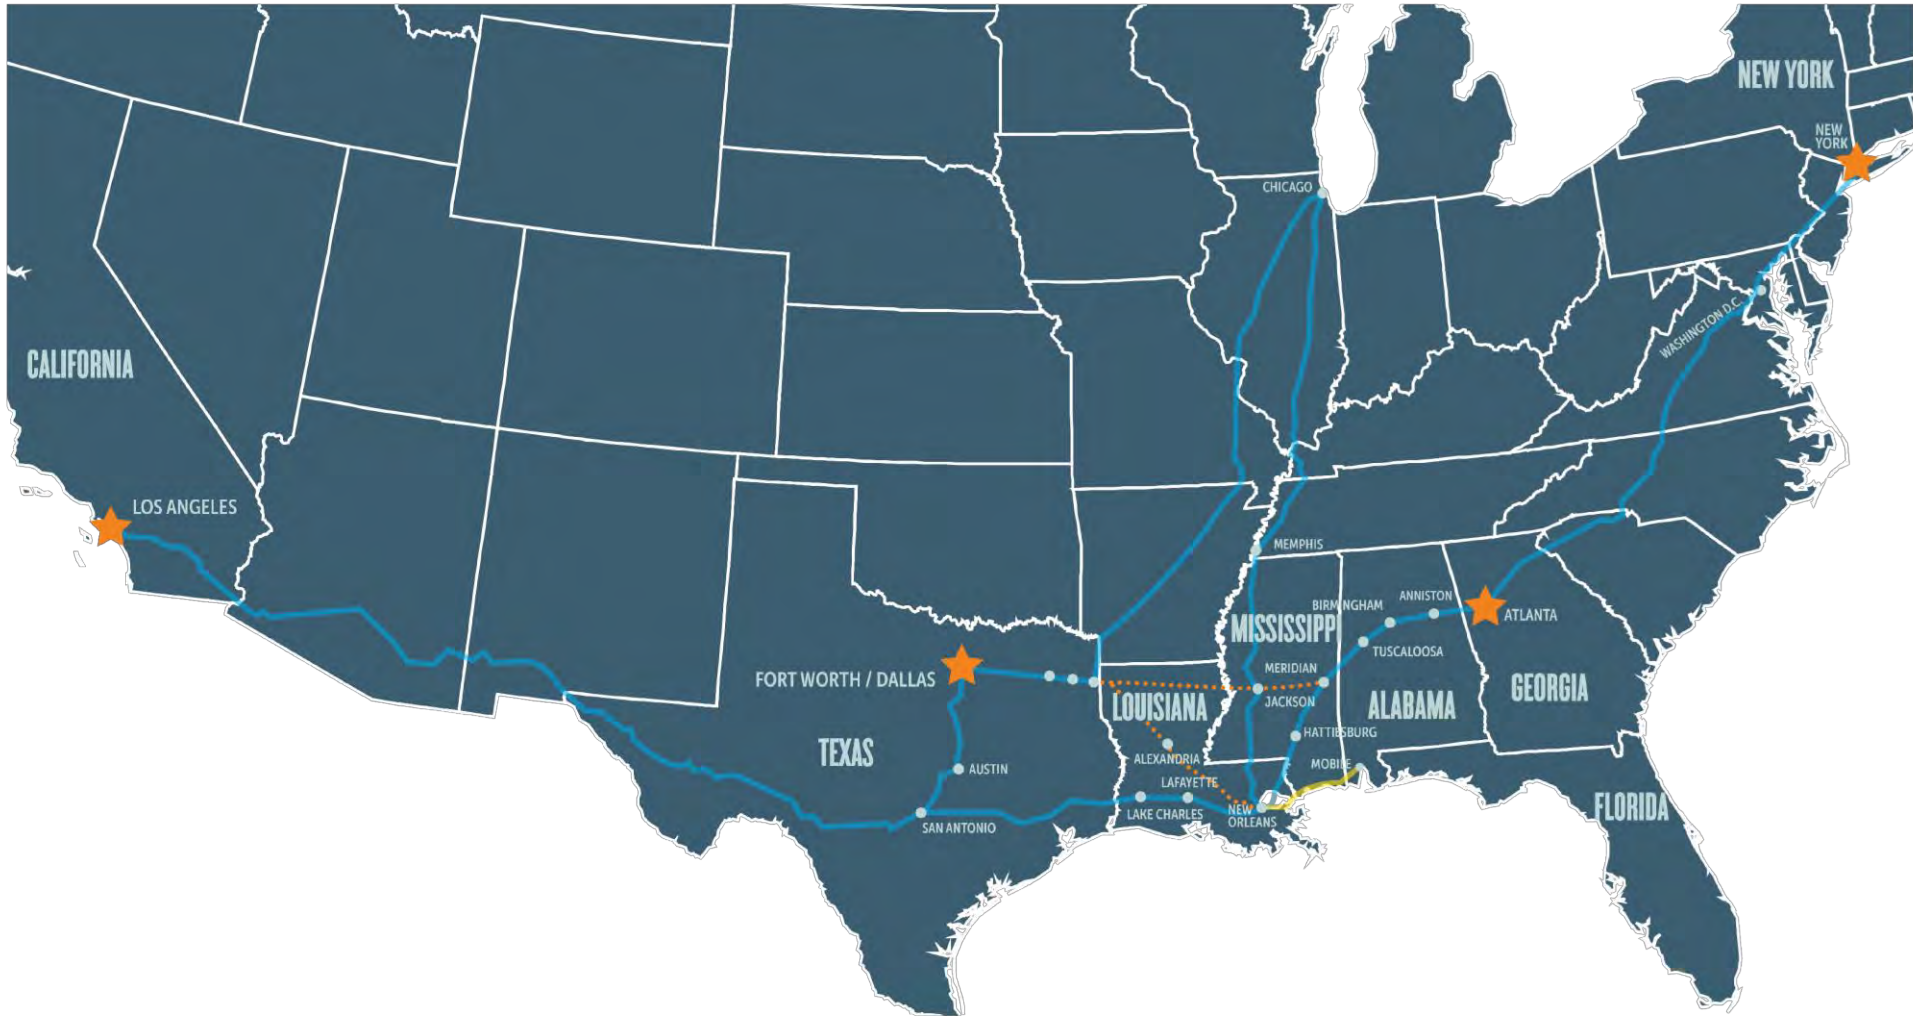 NEW YORK
NEW
YORK
CHICAGO
WASHINGTON D.C.
CALIFORNIA
LOS ANGELES
MEMPHIS
ANNISTON
BIRMINGHAM
ATLANTA
MISSISSIPPI
TUSCALOOSA
MERIDIAN
FORT WORTH / DALLAS
GEORGIA
JACKSON
LOUISIANA
ALABAMA
HATTIESBURG
TEXAS
ALEXANDRIA
MOBILE
AUSTIN
LAFAYETTE
FLORIDA
LAKE CHARLES
NEW
ORLEANS
SAN ANTONIO